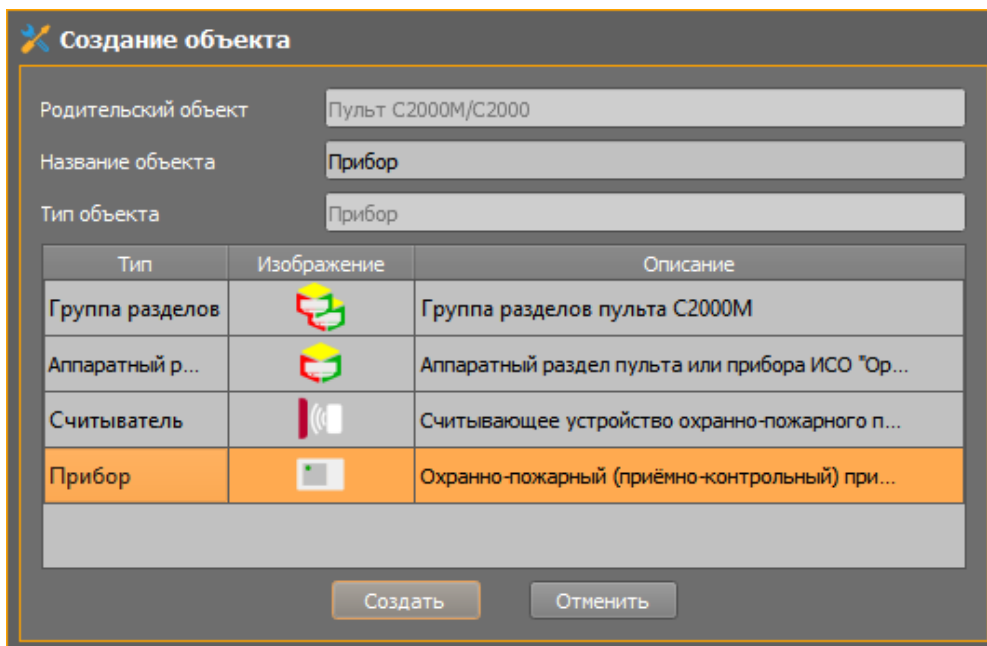 Создание объекта
Родительский объект Пульт С2000М/С2000
Название объекта Прибор
Тип объекта Прибор
Тип Изображение Описание
Группа разделов Группа разделов пульта С2000М
Аппаратный р... Аппаратный раздел пульта или прибора ИСО "Ор...
Считыватель Считывающее устройство охранно-пожарного п...
Прибор Охранно-пожарный (приёмно-контрольный) при...
Создать Отменить